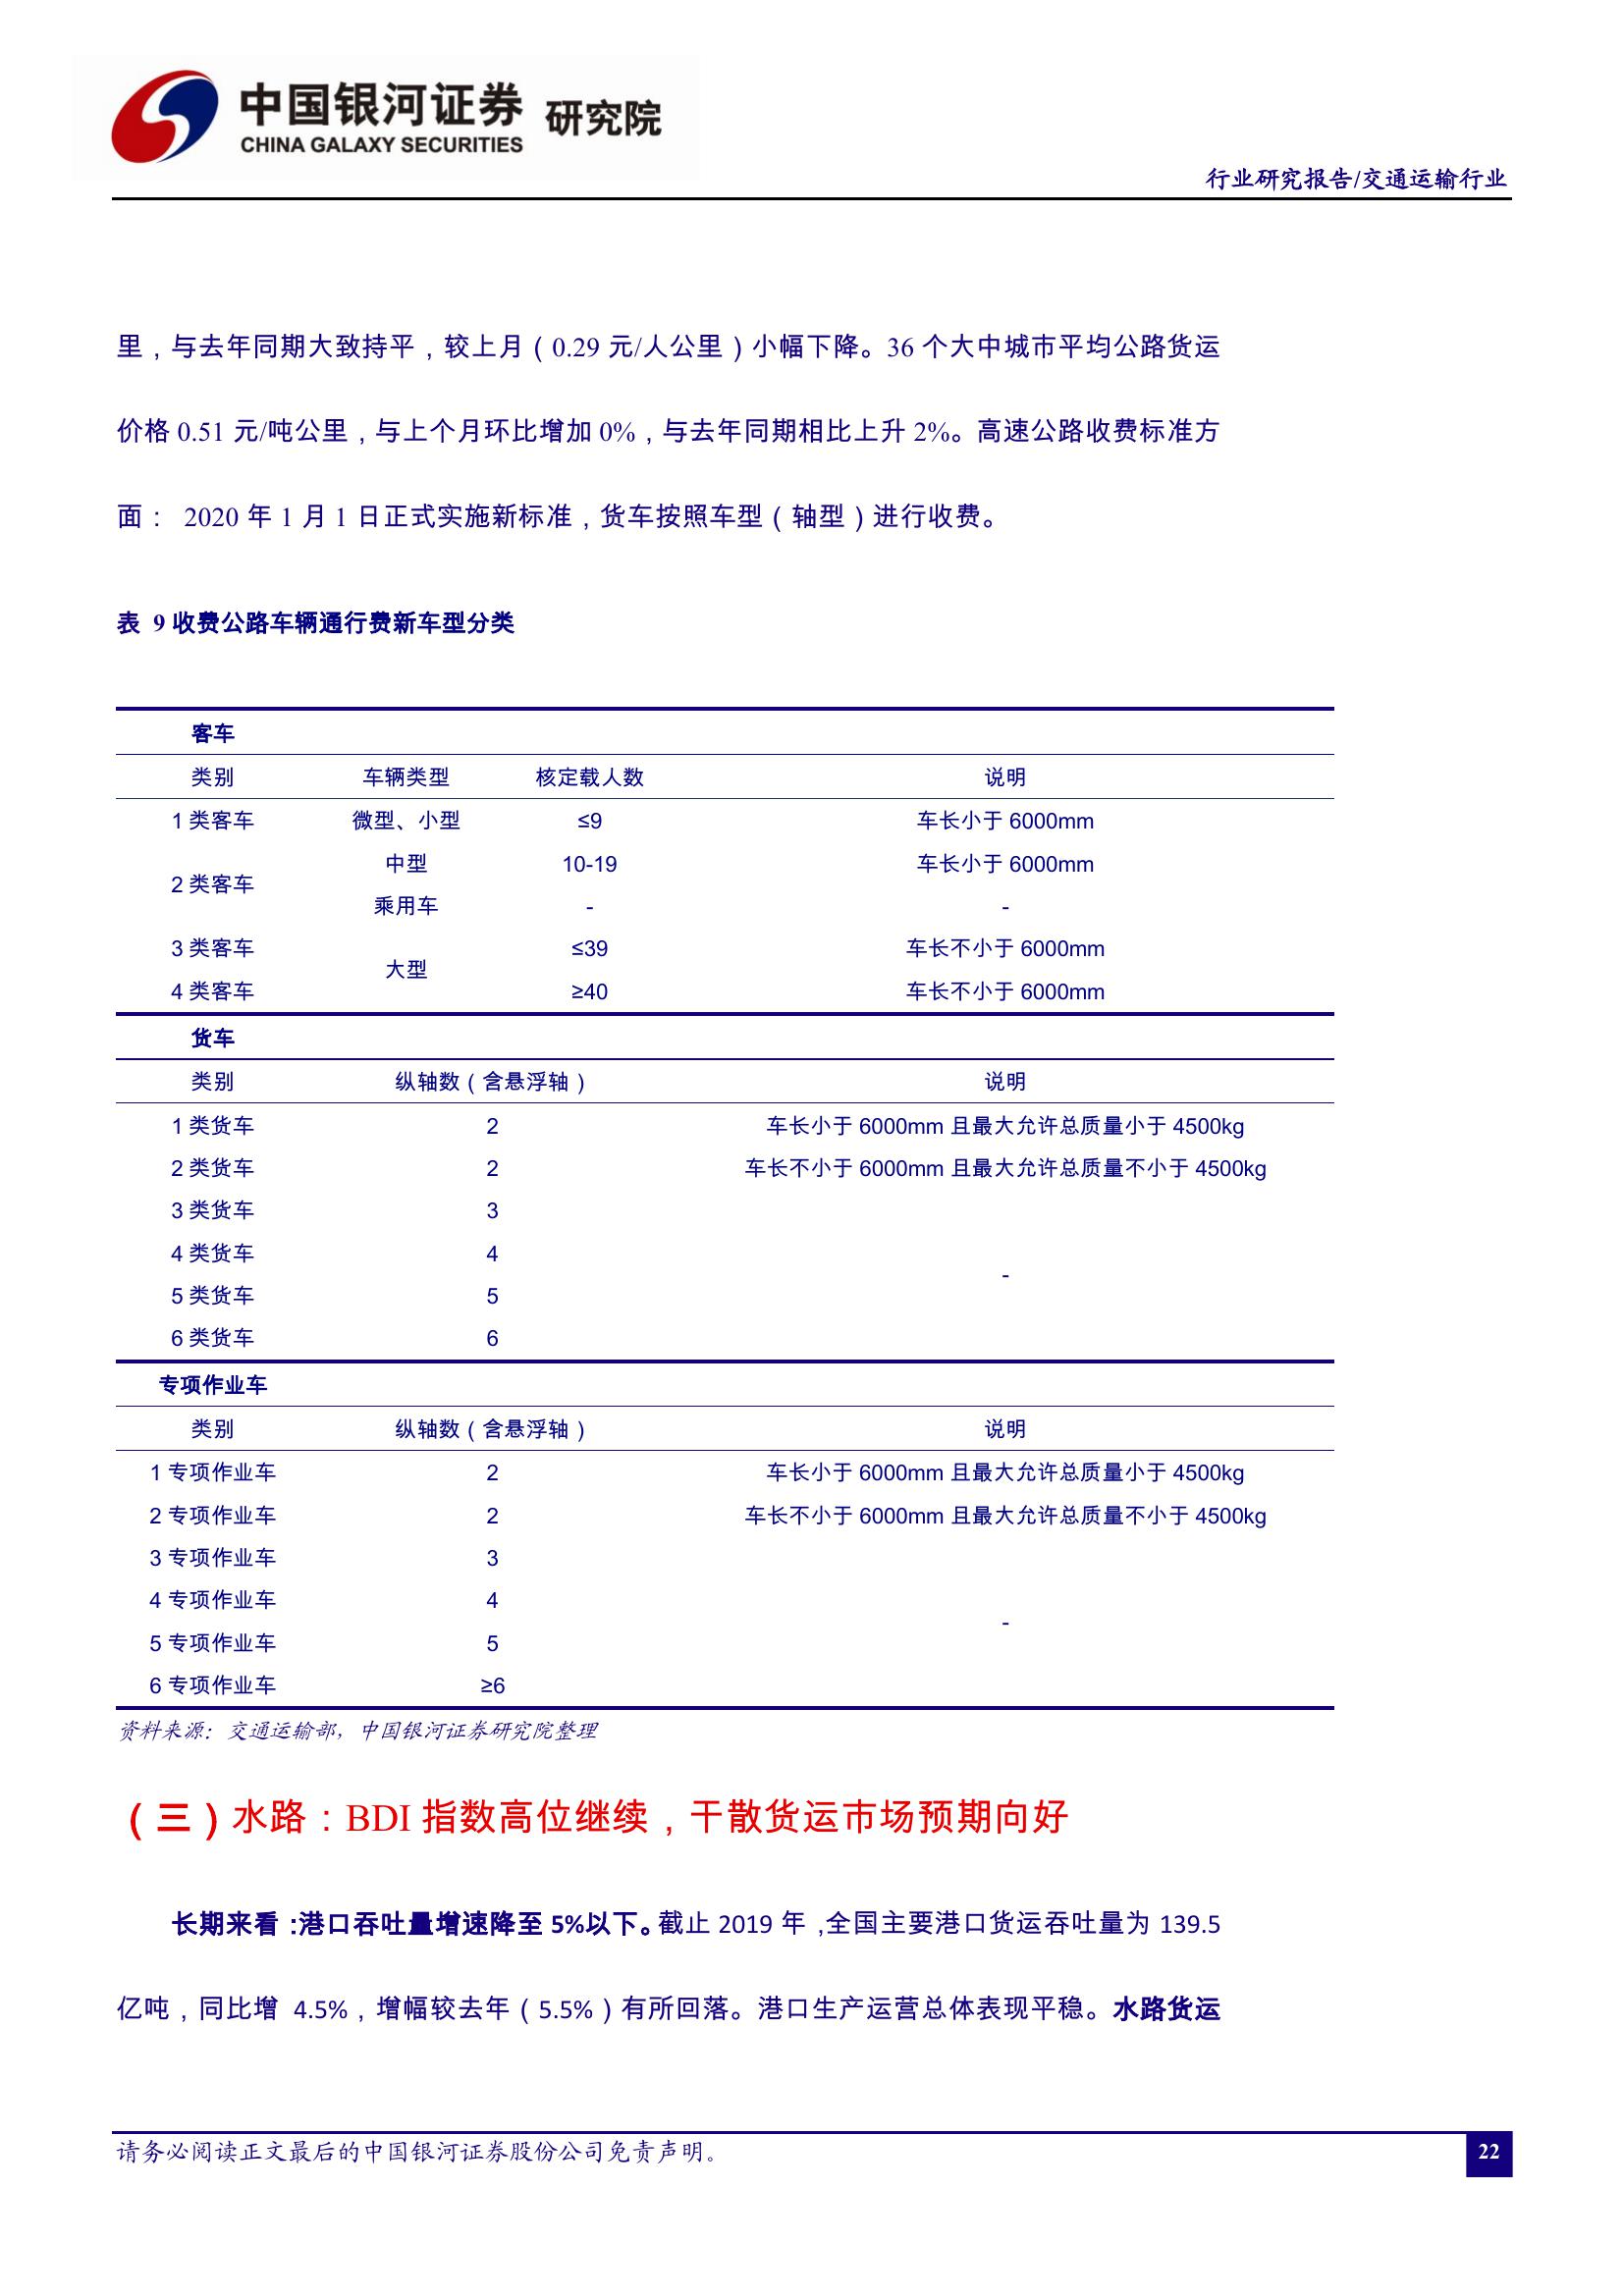 中国银河证券 研究院
CHINA GALAXY SECURITIES
行业研究报告/交通运输行业
里，与去年同期大致持平，较上月（0.29 元/人公里）小幅下降。36 个大中城市平均公路货运
价格 0.51 元/吨公里，与上个月环比增加 0%，与去年同期相比上升 2%。高速公路收费标准方
面： 2020 年 1 月 1 日正式实施新标准，货车按照车型（轴型）进行收费。
表 9 收费公路车辆通行费新车型分类
客车
类别 车辆类型 核定载人数 说明
1 类客车 微型、小型 ≤9 车长小于 6000mm
2 类客车 中型 10-19 车长小于 6000mm
乘用车 - -
3 类客车 大型 ≤39 车长不小于 6000mm
4 类客车 ≥40 车长不小于 6000mm
货车
类别 纵轴数（含悬浮轴） 说明
1 类货车 2 车长小于 6000mm 且最大允许总质量小于 4500kg
2 类货车 2 车长不小于 6000mm 且最大允许总质量不小于 4500kg
3 类货车 3
4 类货车 4
-
5 类货车 5
6 类货车 6
专项作业车
类别 纵轴数（含悬浮轴） 说明
1 专项作业车 2 车长小于 6000mm 且最大允许总质量小于 4500kg
2 专项作业车 2 车长不小于 6000mm 且最大允许总质量不小于 4500kg
3 专项作业车 3
4 专项作业车 4
-
5 专项作业车 5
6 专项作业车 ≥6
资料来源：交通运输部，中国银河证券研究院整理
（三）水路：BDI 指数高位继续，干散货运市场预期向好
长期来看：港口吞吐量增速降至 5%以下。截止 2019 年，全国主要港口货运吞吐量为 139.5
亿吨，同比增 4.5%，增幅较去年（5.5%）有所回落。港口生产运营总体表现平稳。水路货运
请务必阅读正文最后的中国银河证券股份公司免责声明。
22